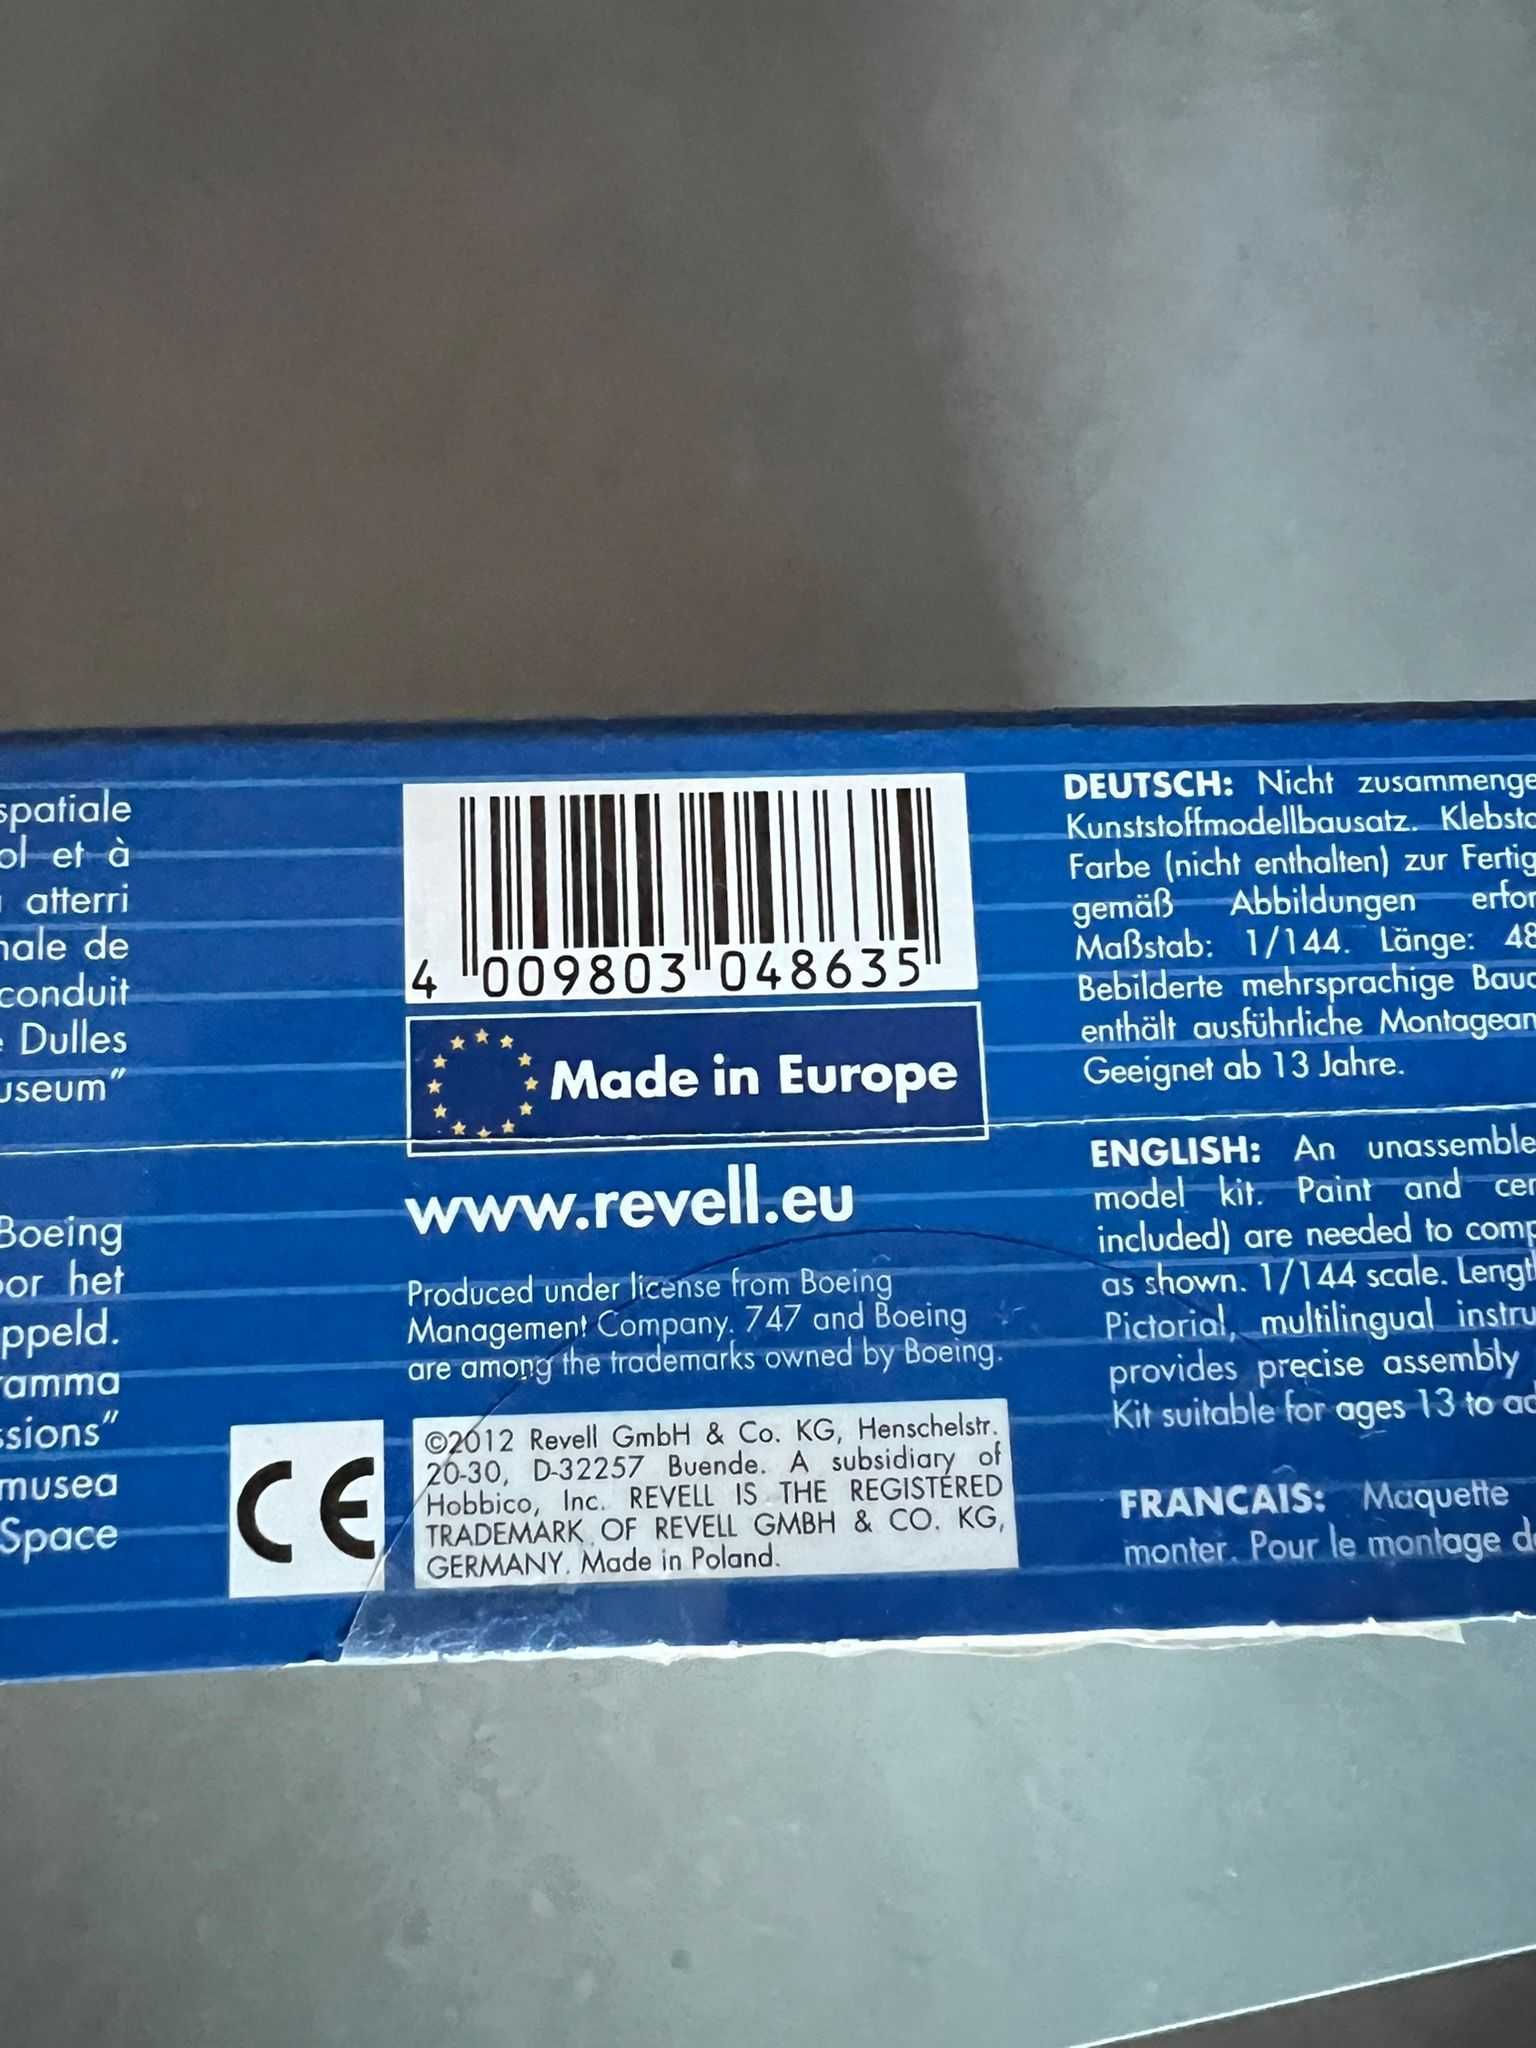 spatiale
ol et à
atterri
nale de
conduit
Dulles
useum"
Boeing
or het
ppeld.
ramma
ssions"
musea
Space
4 009803 048635
Made in Europe
www.revell.eu
Produced under license from Boeing
Management Company. 747 and Boeing
are among the trademarks owned by Boeing.
CE
©2012 Revell GmbH & Co. KG, Henschelstr.
20-30, D-32257 Buende. A subsidiary of
Hobbico, Inc. REVELL IS THE REGISTERED
TRADEMARK OF REVELL GMBH & CO. KG,
GERMANY. Made in Poland.
DEUTSCH: Nicht zusammenge
Kunststoffmodellbausatz. Klebsto
Farbe (nicht enthalten) zur Fertig
gemäß Abbildungen erfor
Maßstab: 1/144. Länge: 48
Bebilderte mehrsprachige Bau
enthält ausführliche Montagean
Geeignet ab 13 Jahre.
ENGLISH: An unassemble
model kit. Paint and cem
included) are needed to comp
as shown. 1/144 scale. Lengt
Pictorial, multilingual instru
provides precise assembly
Kit suitable for ages 13 to ad
FRANCAIS: Maquette
monter. Pour le montage d